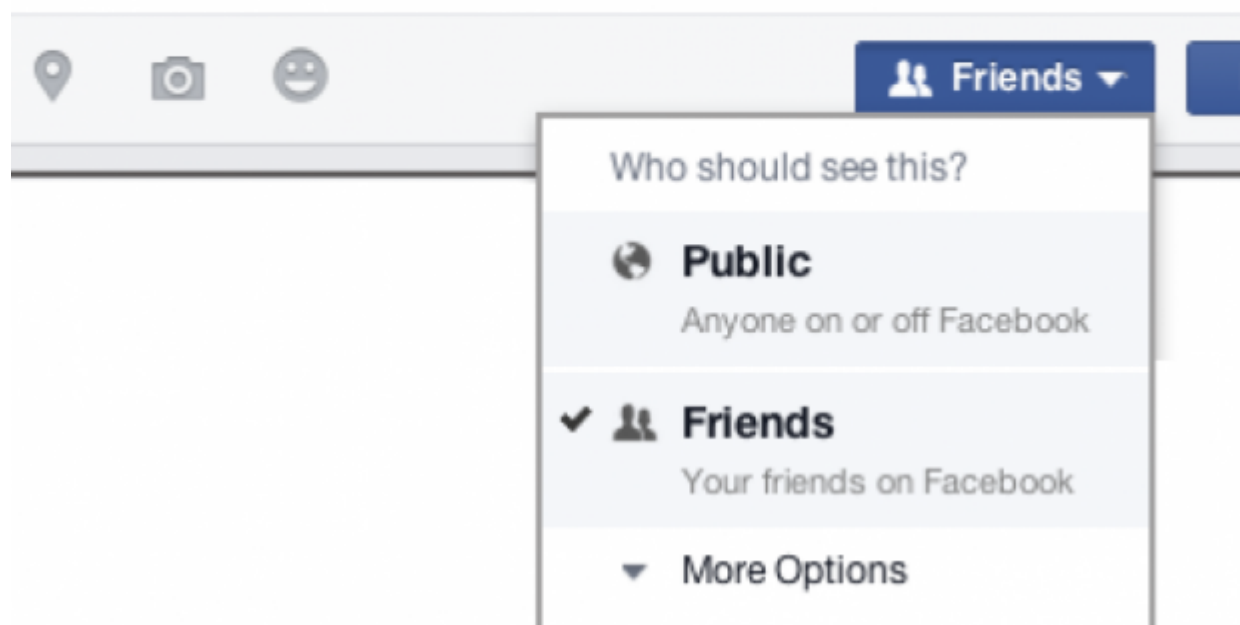 Friends
Who should see this?
Public
Anyone on or off Facebook
Friends
Your friends on Facebook
More Options